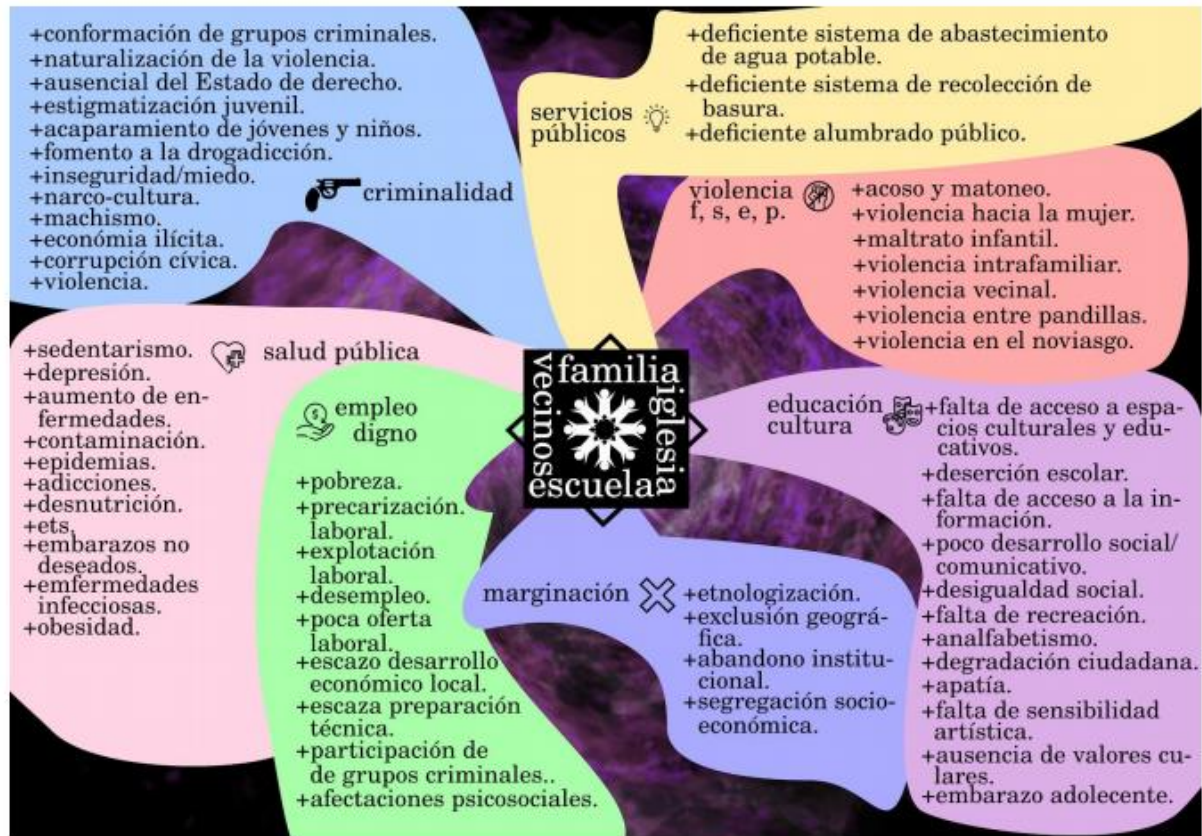 +conformación de grupos criminales.
+naturalización de la violencia.
+ausencial del Estado de derecho.
+estigmatización juvenil.
+acaparamiento de jóvenes y niños.
+fomento a la drogadicción.
+inseguridad/miedo.
+narco-cultura.
+machismo.
+económia ilícita.
+corrupción cívica.
+violencia.
criminalidad
servicios
públicos
+deficiente sistema de abastecimiento
de agua potable.
+deficiente sistema de recolección de
basura.
+deficiente alumbrado público.
violencia
f, s, e, p.
+acoso y matoneo.
+violencia hacia la mujer.
+maltrato infantil.
+violencia intrafamiliar.
+violencia vecinal.
+violencia entre pandillas.
+violencia en el noviasgo.
salud pública
+sedentarismo.
+depresión.
+aumento de en-
fermedades.
+contaminación.
+epidemias.
+adicciones.
+desnutrición.
+ets.
+embarazos no
deseados.
+emfermedades
infecciosas.
+obesidad.
empleo
digno
+pobreza.
+precarización.
laboral.
+explotación
laboral.
+desempleo.
+poca oferta
laboral.
+escazo desarrollo
económico local.
+escaza preparación
técnica.
+participación de
de grupos criminales..
+afectaciones psicosociales.
familia
iglesia
escuela
vecinos
marginación
+etnologización.
+exclusión geográ-
fica.
+abandono institu-
cional.
+segregación socio-
económica.
educación
cultura
+falta de acceso a espa-
cios culturales y edu-
cativos.
+deserción escolar.
+falta de acceso a la in-
formación.
+poco desarrollo social/
comunicativo.
+desigualdad social.
+falta de recreación.
+analfabetismo.
+degradación ciudadana.
+apatía.
+falta de sensibilidad
artística.
+ausencia de valores cu-
lares.
+embarazo adolecente.